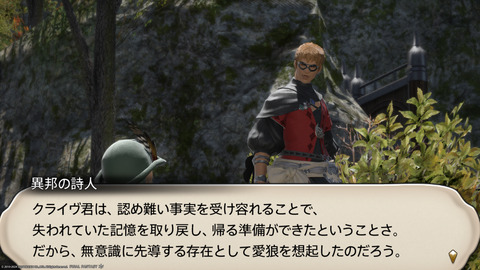 異邦の詩人
クライヴ君は、認め難い事実を受け容れることで、
失われていた記憶を取り戻し、帰る準備ができたということさ。
だから、無意識に先導する存在として愛狼を想起したのだろう。